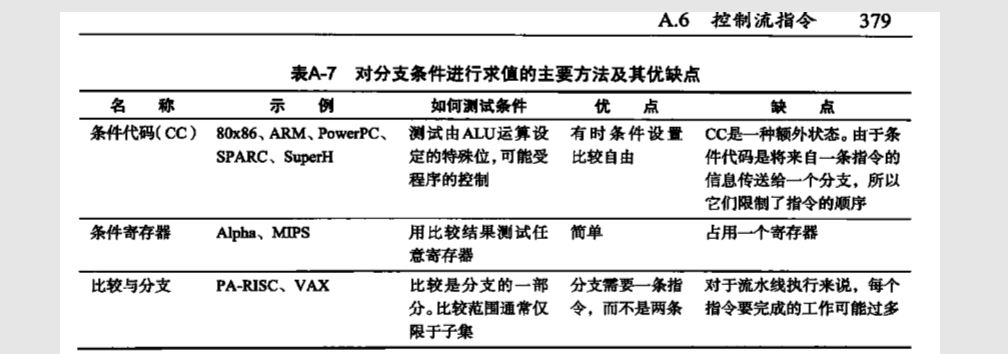 A.6 控制流指令 379
表A-7 对分支条件进行求值的主要方法及其优缺点
名 称 示 例 如何测试条件 优 点 缺 点
条件代码(CC) 80x86、ARM、PowerPC、 测试由ALU运算设 有时条件设置 CC是一种额外状态。由于条
SPARC、SuperH 定的特殊位,可能受 比较自由 件代码是将来自一条指令的
程序的控制 信息传送给一个分支，所以
它们限制了指令的顺序
条件寄存器 Alpha、MIPS 用比较结果测试任 简单 占用一个寄存器
意寄存器
比较与分支 PA-RISC、VAX 比较是分支的一部 分支需要一条指 对于流水线执行来说，每个
分。比较范围通常仅 令，而不是两条 指令要完成的工作可能过多
限于子集